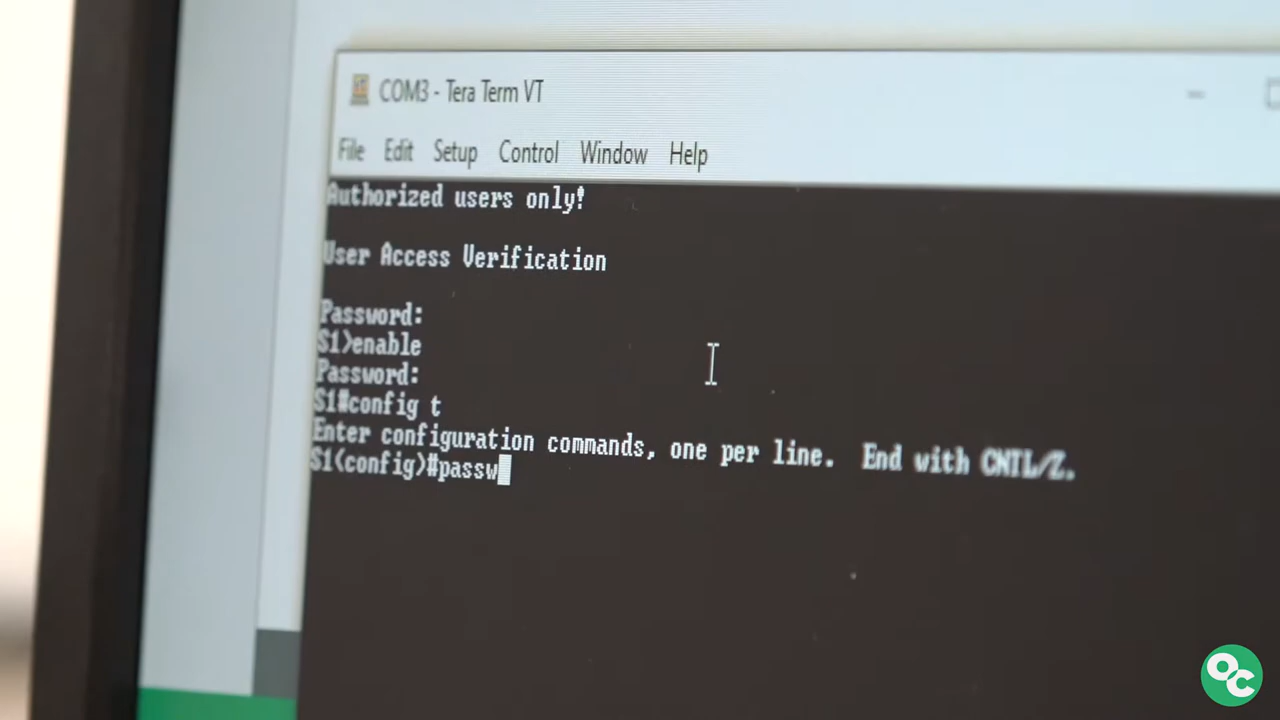 COM3 - Tera Term VT
File Edit Setup Control Window Help
Authorized users only!
User Access Verification
Password:
S1>enable
Password:
S1#config t
Enter configuration commands, one per line.  End with CNTL/Z.
S1(config)#passw
OC